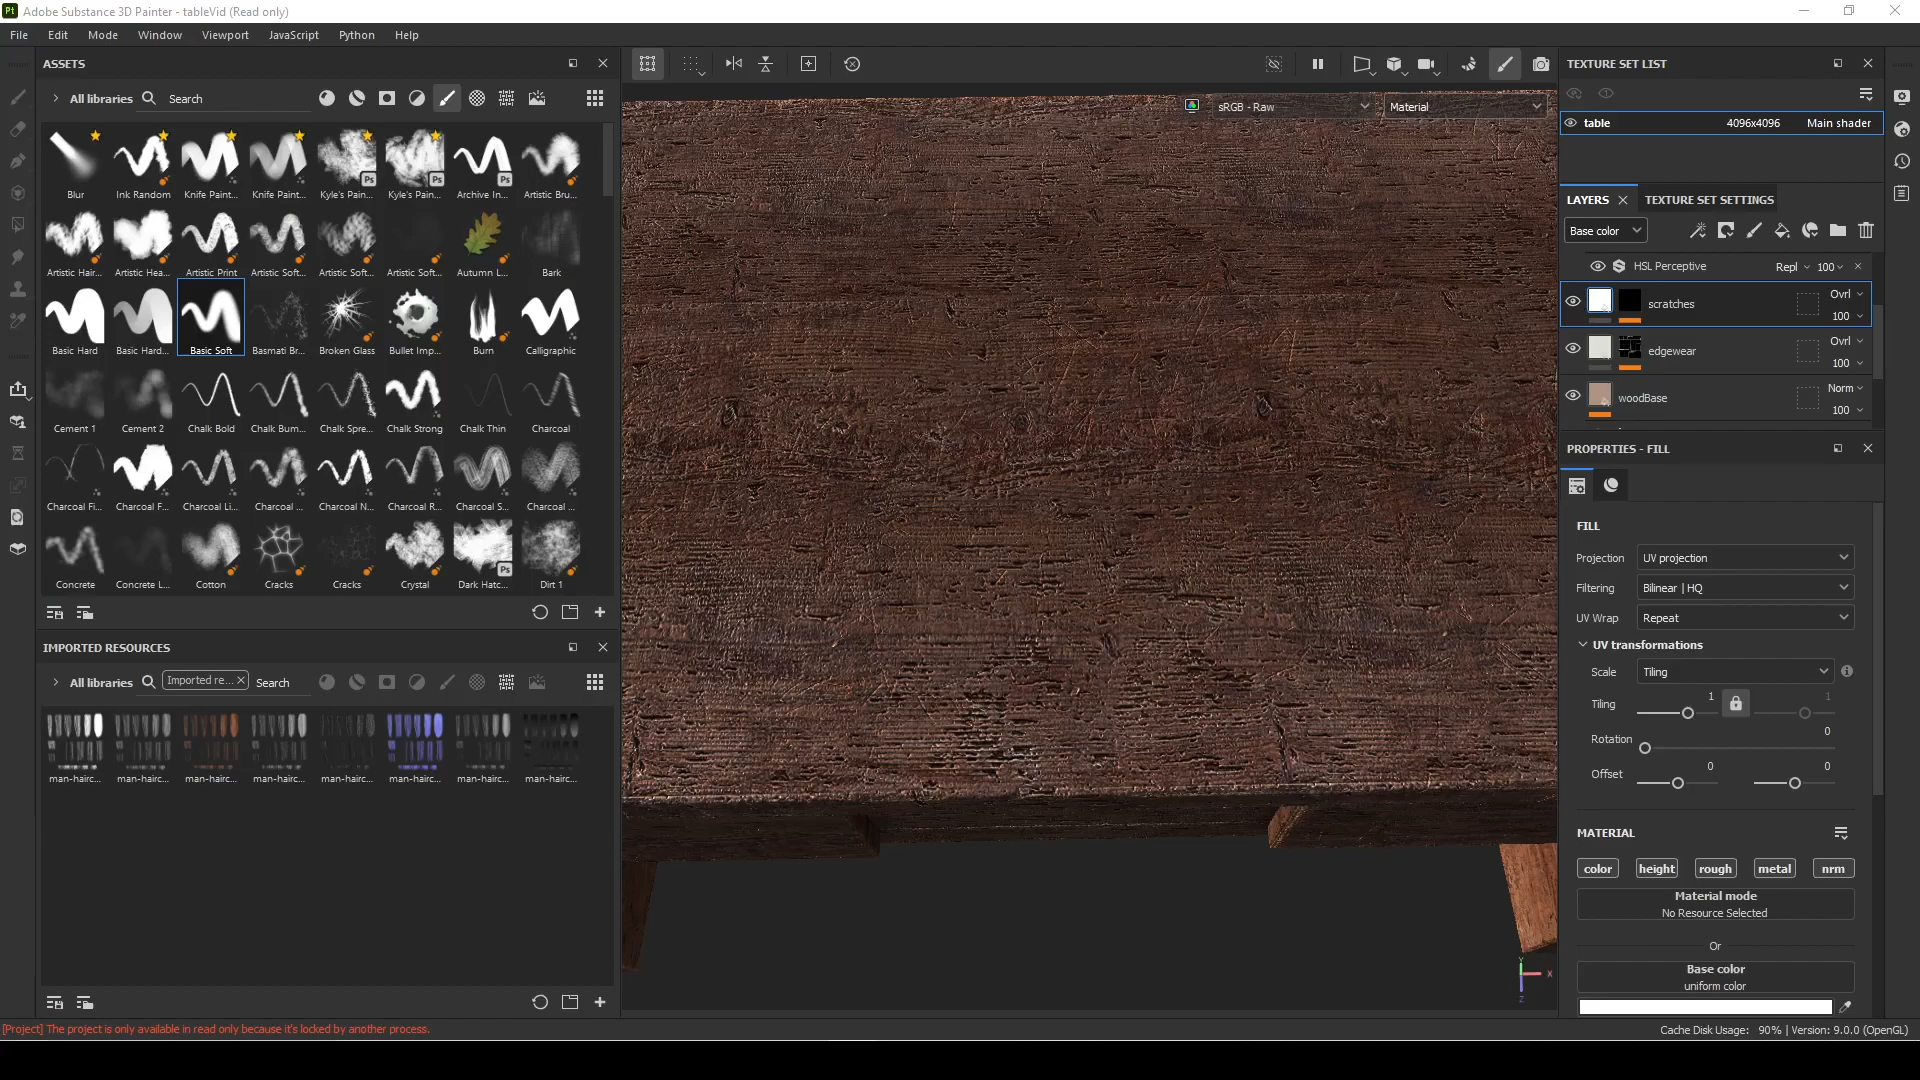 Pt Adobe Substance 3D Painter - tableVid (Read only)
File Edit Mode Window Viewport JavaScript Python Help
ASSETS
All libraries Search
Blur Ink Random Knife Paint... Knife Paint... Kyle's Pain... Kyle's Pain... Archive In... Artistic Bru...
Artistic Hair... Artistic Hea... Artistic Print Artistic Soft... Artistic Soft... Artistic Soft... Autumn L... Bark
Basic Hard Basic Hard... Basic Soft Basmati Br... Broken Glass Bullet Imp... Burn Calligraphic
Cement 1 Cement 2 Chalk Bold Chalk Bum... Chalk Spre... Chalk Strong Chalk Thin Charcoal
Charcoal Fi... Charcoal F... Charcoal Li... Charcoal ... Charcoal N... Charcoal R... Charcoal S... Charcoal ...
Concrete Concrete L... Cotton Cracks Cracks Crystal Dark Hatc... Dirt 1
Ps Ps Ps Ps
IMPORTED RESOURCES
All libraries Imported re... Search
man-hairc... man-hairc... man-hairc... man-hairc... man-hairc... man-hairc... man-hairc... man-hairc...
[Project] The project is only available in read only because it's locked by another process.
sRGB - Raw Material
Y X Z
TEXTURE SET LIST
table 4096x4096 Main shader
LAYERS TEXTURE SET SETTINGS
Base color
HSL Perceptive Repl 100
scratches Ovrl 100
edgewear Ovrl 100
woodBase Norm 100
PROPERTIES - FILL
FILL
Projection UV projection
Filtering Bilinear | HQ
UV Wrap Repeat
UV transformations
Scale Tiling
Tiling 1 1
Rotation 0
Offset 0 0
MATERIAL
color height rough metal nrm
Material mode
No Resource Selected
Or
Base color
uniform color
Cache Disk Usage: 90% | Version: 9.0.0 (OpenGL)